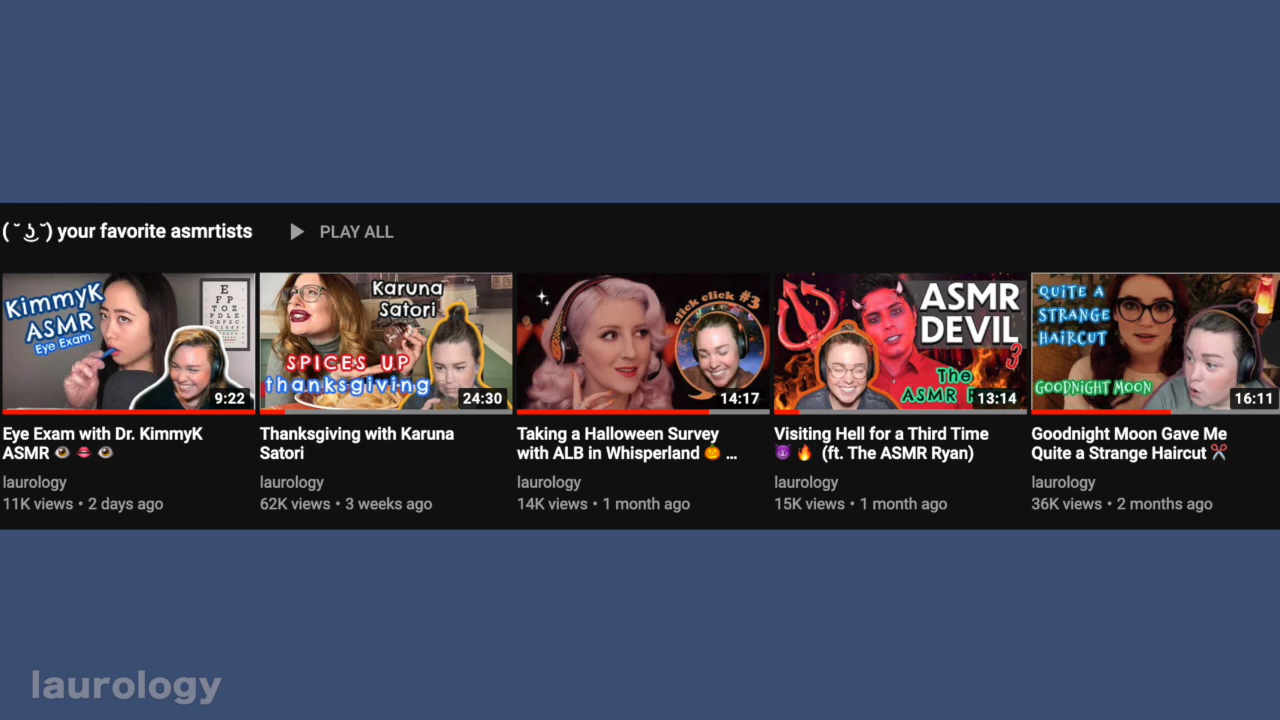 ( ˘ ͜ʖ ˘) your favorite asmrtists
PLAY ALL
KimmyK
ASMR
Eye Exam
E
F P
T O Z
9:22
Karuna
Satori
SPICES UP
thanksgiving
24:30
click click #3
14:17
ASMR
DEVIL
3
The
ASMR R
13:14
QUITE A
STRANGE
HAIRCUT
GOODNIGHT MOON
16:11
Eye Exam with Dr. KimmyK
ASMR 👁 👄 👁
laurology
11K views • 2 days ago
Thanksgiving with Karuna
Satori
laurology
62K views • 3 weeks ago
Taking a Halloween Survey
with ALB in Whisperland 🎃 ...
laurology
14K views • 1 month ago
Visiting Hell for a Third Time
😈 🔥 (ft. The ASMR Ryan)
laurology
15K views • 1 month ago
Goodnight Moon Gave Me
Quite a Strange Haircut ✂️
laurology
36K views • 2 months ago
laurology